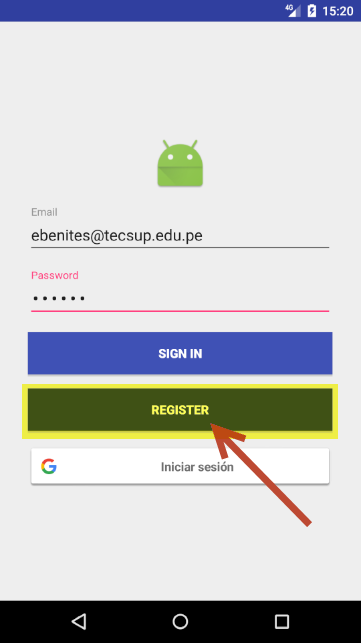 4G 15:20
Email
ebenites@tecsup.edu.pe
Password
••••••
SIGN IN
REGISTER
G Iniciar sesión